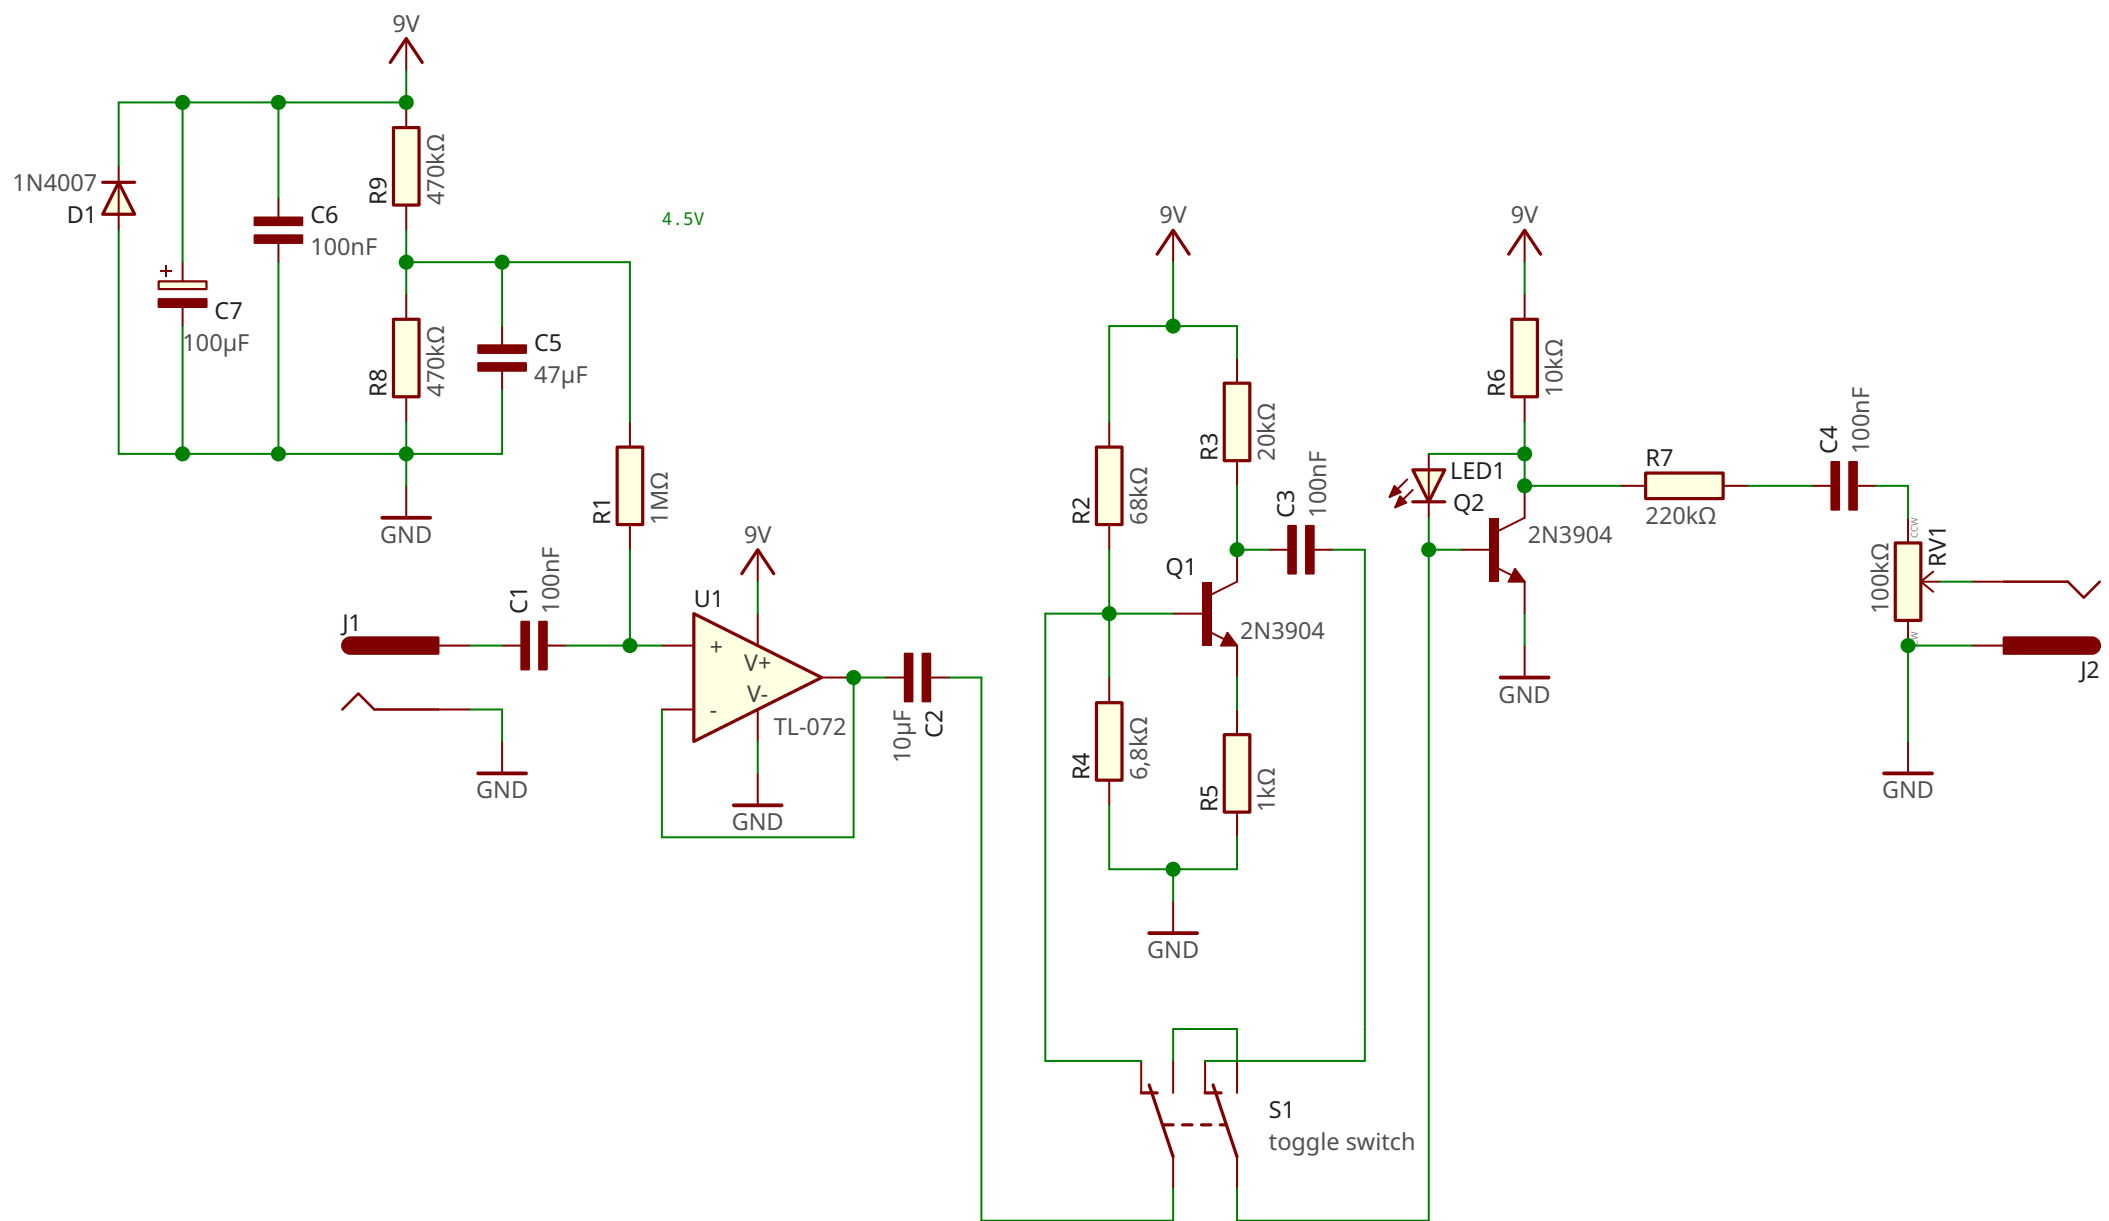 9V
1N4007
D1
C7
100µF
C6
100nF
R9
470kΩ
R8
470kΩ
C5
47µF
4.5V
GND
R1
1MΩ
J1
C1
100nF
GND
9V
U1
+
V+
V-
-
TL-072
GND
10µF
C2
9V
R2
68kΩ
R3
20kΩ
C3
100nF
Q1
2N3904
R4
6,8kΩ
R5
1kΩ
GND
S1
toggle switch
9V
R6
10kΩ
LED1
Q2
2N3904
GND
R7
220kΩ
C4
100nF
CCW
RV1
100kΩ
J2
GND